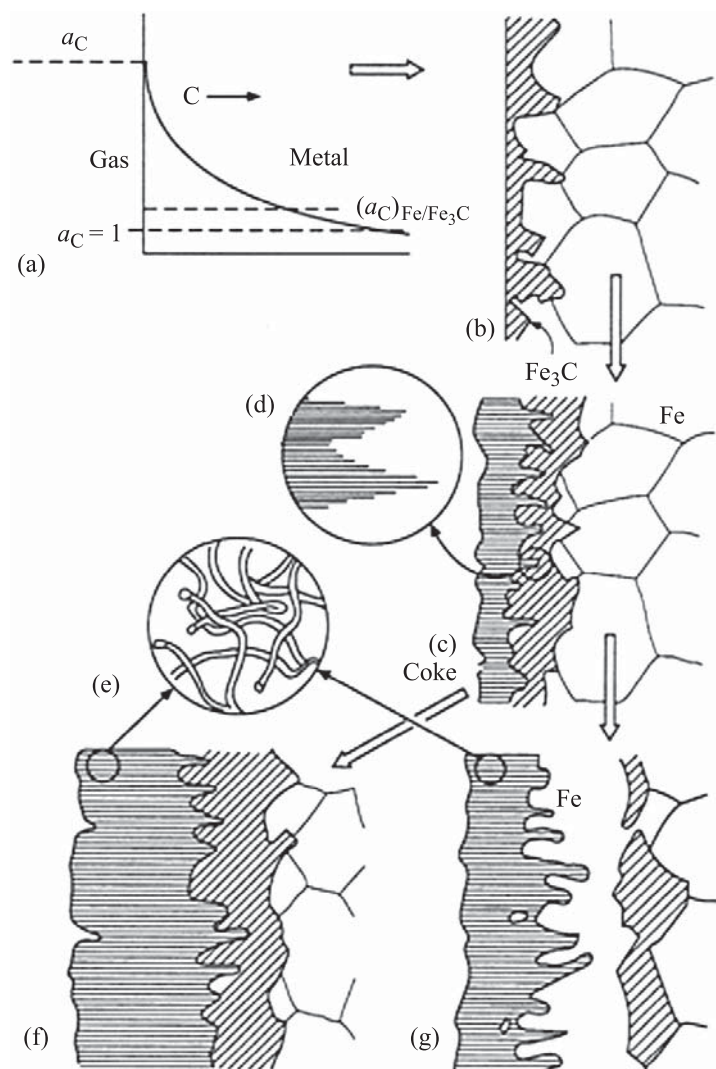 a_C
C
Gas
Metal
(a_C)_Fe/Fe₃C
a_C = 1
(a)
(b)
Fe₃C
(d)
Fe
(c)
Coke
(e)
Fe
(f)
(g)